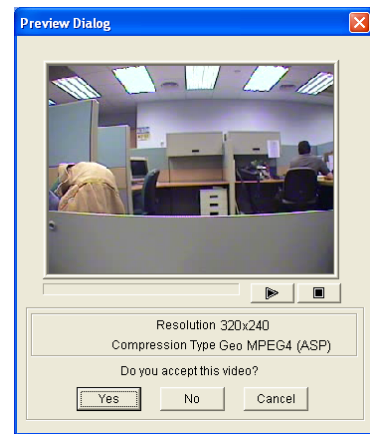 Preview Dialog
Resolution 320x240
Compression Type Geo MPEG4 (ASP)
Do you accept this video?
Yes No Cancel